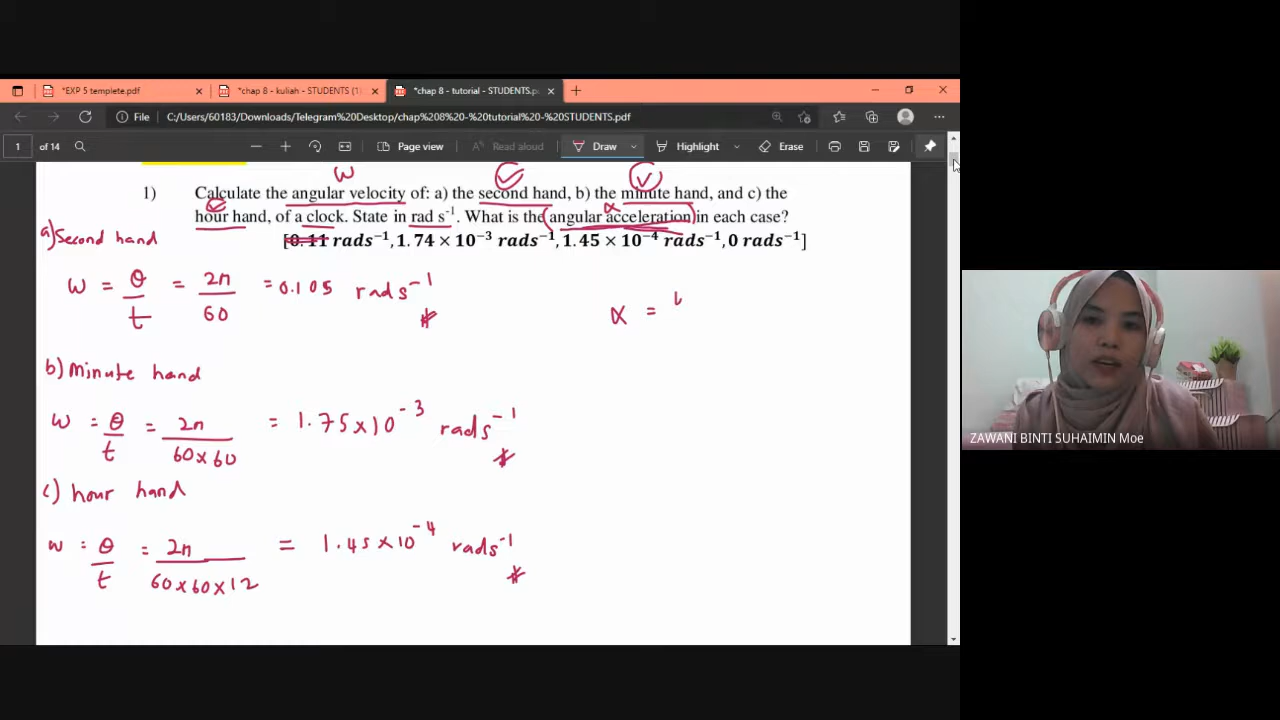 *EXP 5 templete.pdf
*chap 8 - kuliah - STUDENTS (1)
*chap 8 - tutorial - STUDENTS.p
File C:/Users/60183/Downloads/Telegram%20Desktop/chap%208%20-%20tutorial%20-%20STUDENTS.pdf
1 of 14 Page view Read aloud Draw Highlight Erase
ω
1) Calculate the angular velocity of: a) the second hand, b) the minute hand, and c) the
α
hour hand, of a clock. State in rad s⁻¹. What is the (angular acceleration) in each case?
[0.11 rads⁻¹, 1.74 × 10⁻³ rads⁻¹, 1.45 × 10⁻⁴ rads⁻¹, 0 rads⁻¹]
a) Second hand
ω = θ/t = 2π/60 = 0.105 rads⁻¹
α =
b) Minute hand
ω = θ/t = 2π/60×60 = 1.75×10⁻³ rads⁻¹
c) hour hand
ω = θ/t = 2π/60×60×12 = 1.45×10⁻⁴ rads⁻¹
ZAWANI BINTI SUHAIMIN Moe